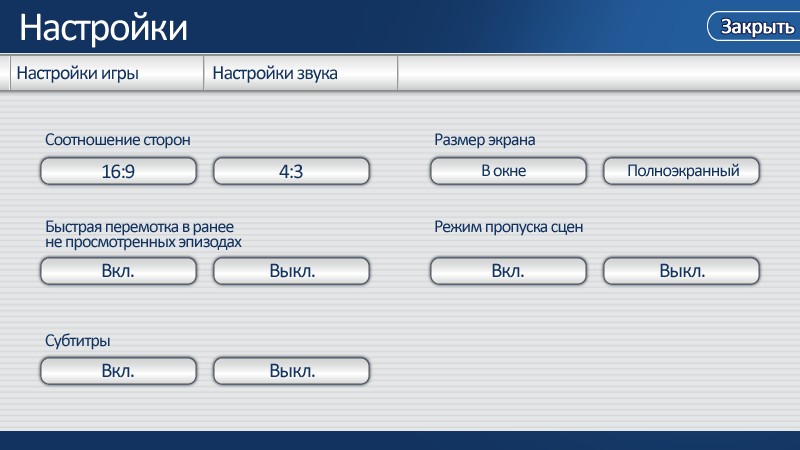 Настройки
Закрыть
Настройки игры
Настройки звука
Соотношение сторон
16:9
4:3
Размер экрана
В окне
Полноэкранный
Быстрая перемотка в ранее
не просмотренных эпизодах
Вкл.
Выкл.
Режим пропуска сцен
Вкл.
Выкл.
Субтитры
Вкл.
Выкл.